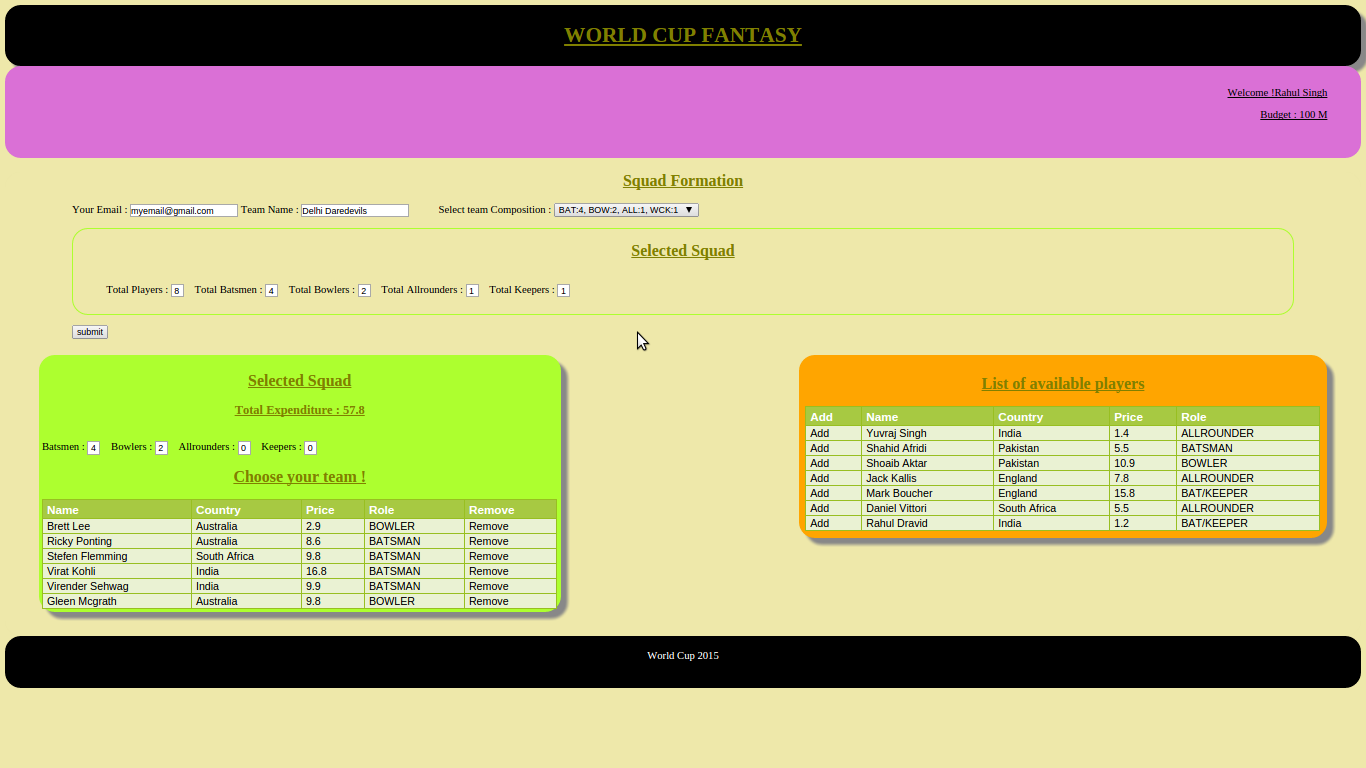 WORLD CUP FANTASY
Welcome !Rahul Singh
Budget : 100 M
Squad Formation
Your Email : myemail@gmail.com Team Name : Delhi Daredevils Select team Composition : BAT:4, BOW:2, ALL:1, WCK:1 ▼
Selected Squad
Total Players : 8 Total Batsmen : 4 Total Bowlers : 2 Total Allrounders : 1 Total Keepers : 1
submit
Selected Squad
Total Expenditure : 57.8
Batsmen : 4 Bowlers : 2 Allrounders : 0 Keepers : 0
Choose your team !
Name Country Price Role Remove
Brett Lee Australia 2.9 BOWLER Remove
Ricky Ponting Australia 8.6 BATSMAN Remove
Stefen Flemming South Africa 9.8 BATSMAN Remove
Virat Kohli India 16.8 BATSMAN Remove
Virender Sehwag India 9.9 BATSMAN Remove
Gleen Mcgrath Australia 9.8 BOWLER Remove
List of available players
Add Name Country Price Role
Add Yuvraj Singh India 1.4 ALLROUNDER
Add Shahid Afridi Pakistan 5.5 BATSMAN
Add Shoaib Aktar Pakistan 10.9 BOWLER
Add Jack Kallis England 7.8 ALLROUNDER
Add Mark Boucher England 15.8 BAT/KEEPER
Add Daniel Vittori South Africa 5.5 ALLROUNDER
Add Rahul Dravid India 1.2 BAT/KEEPER
World Cup 2015